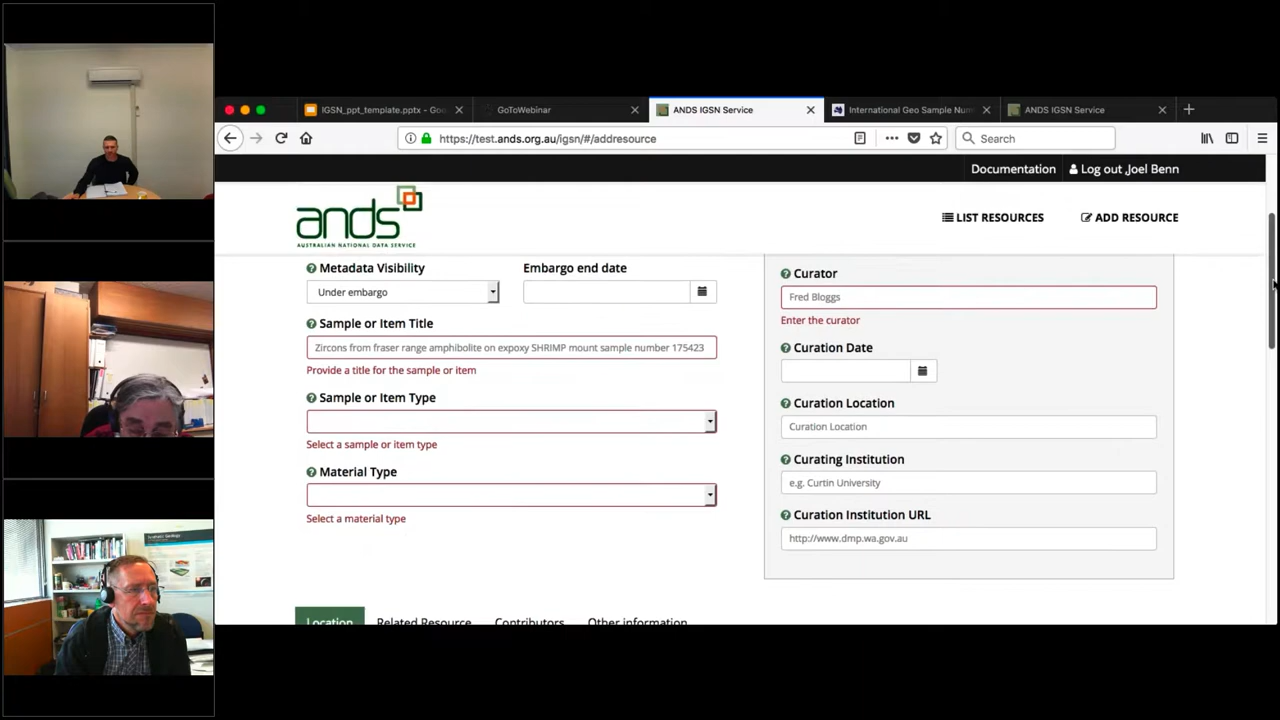 IGSN_ppt_template.pptx - Goo
GoToWebinar
ANDS IGSN Service
International Geo Sample Num
ANDS IGSN Service
https://test.ands.org.au/igsn/#/addresource
Search
Documentation
Log out ,Joel Benn
ands
AUSTRALIAN NATIONAL DATA SERVICE
LIST RESOURCES
ADD RESOURCE
Metadata Visibility
Embargo end date
Under embargo
Sample or Item Title
Zircons from fraser range amphibolite on expoxy SHRIMP mount sample number 175423
Provide a title for the sample or item
Sample or Item Type
Select a sample or item type
Material Type
Select a material type
Curator
Fred Bloggs
Enter the curator
Curation Date
Curation Location
Curation Location
Curating Institution
e.g. Curtin University
Curation Institution URL
http://www.dmp.wa.gov.au
Location
Related Resource
Contributors
Other information